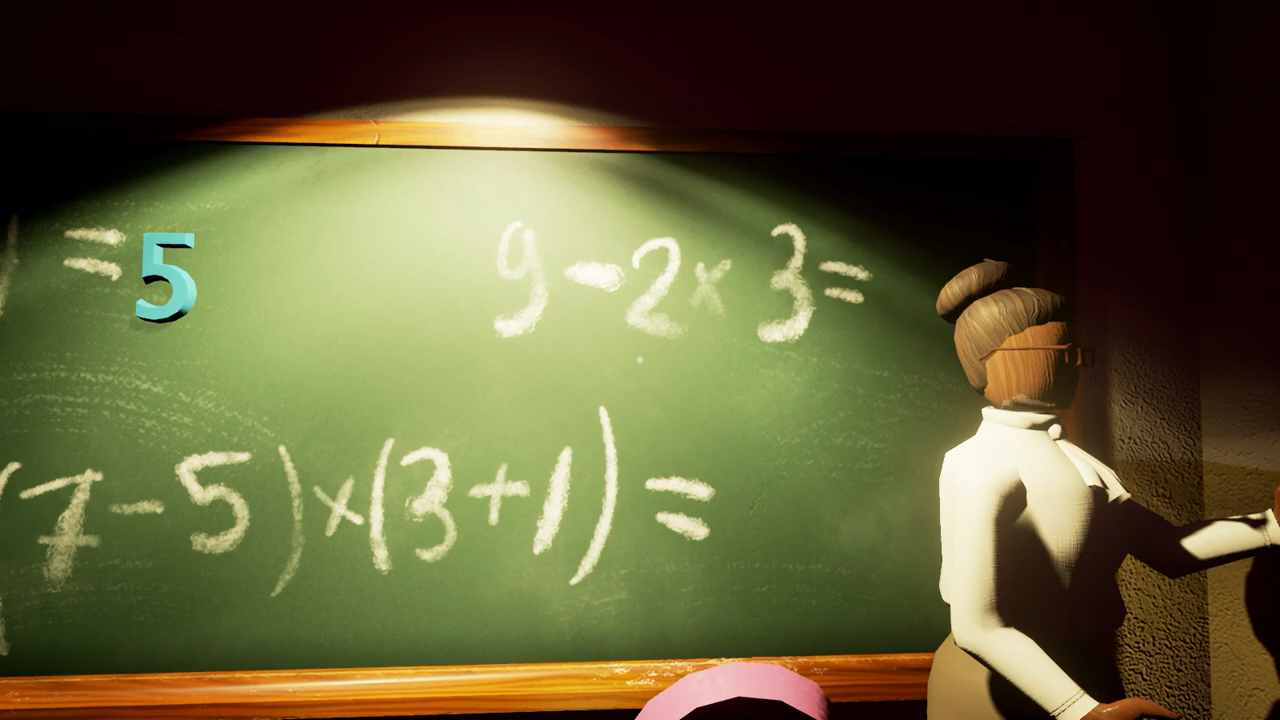 = 5
9-2x3=
(7-5)x(3+1)=